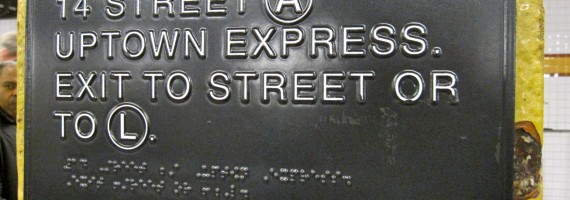 14 STREET A
UPTOWN EXPRESS.
EXIT TO STREET OR
TO L.